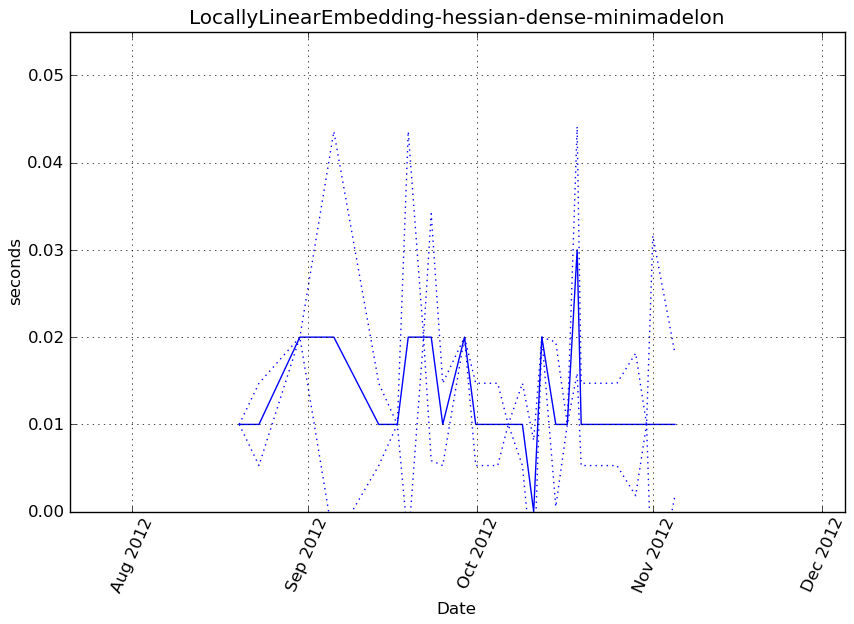 LocallyLinearEmbedding-hessian-dense-minimadelon
0.05
0.04
0.03
0.02
0.01
0.00
seconds
Aug 2012
Sep 2012
Oct 2012
Nov 2012
Dec 2012
Date